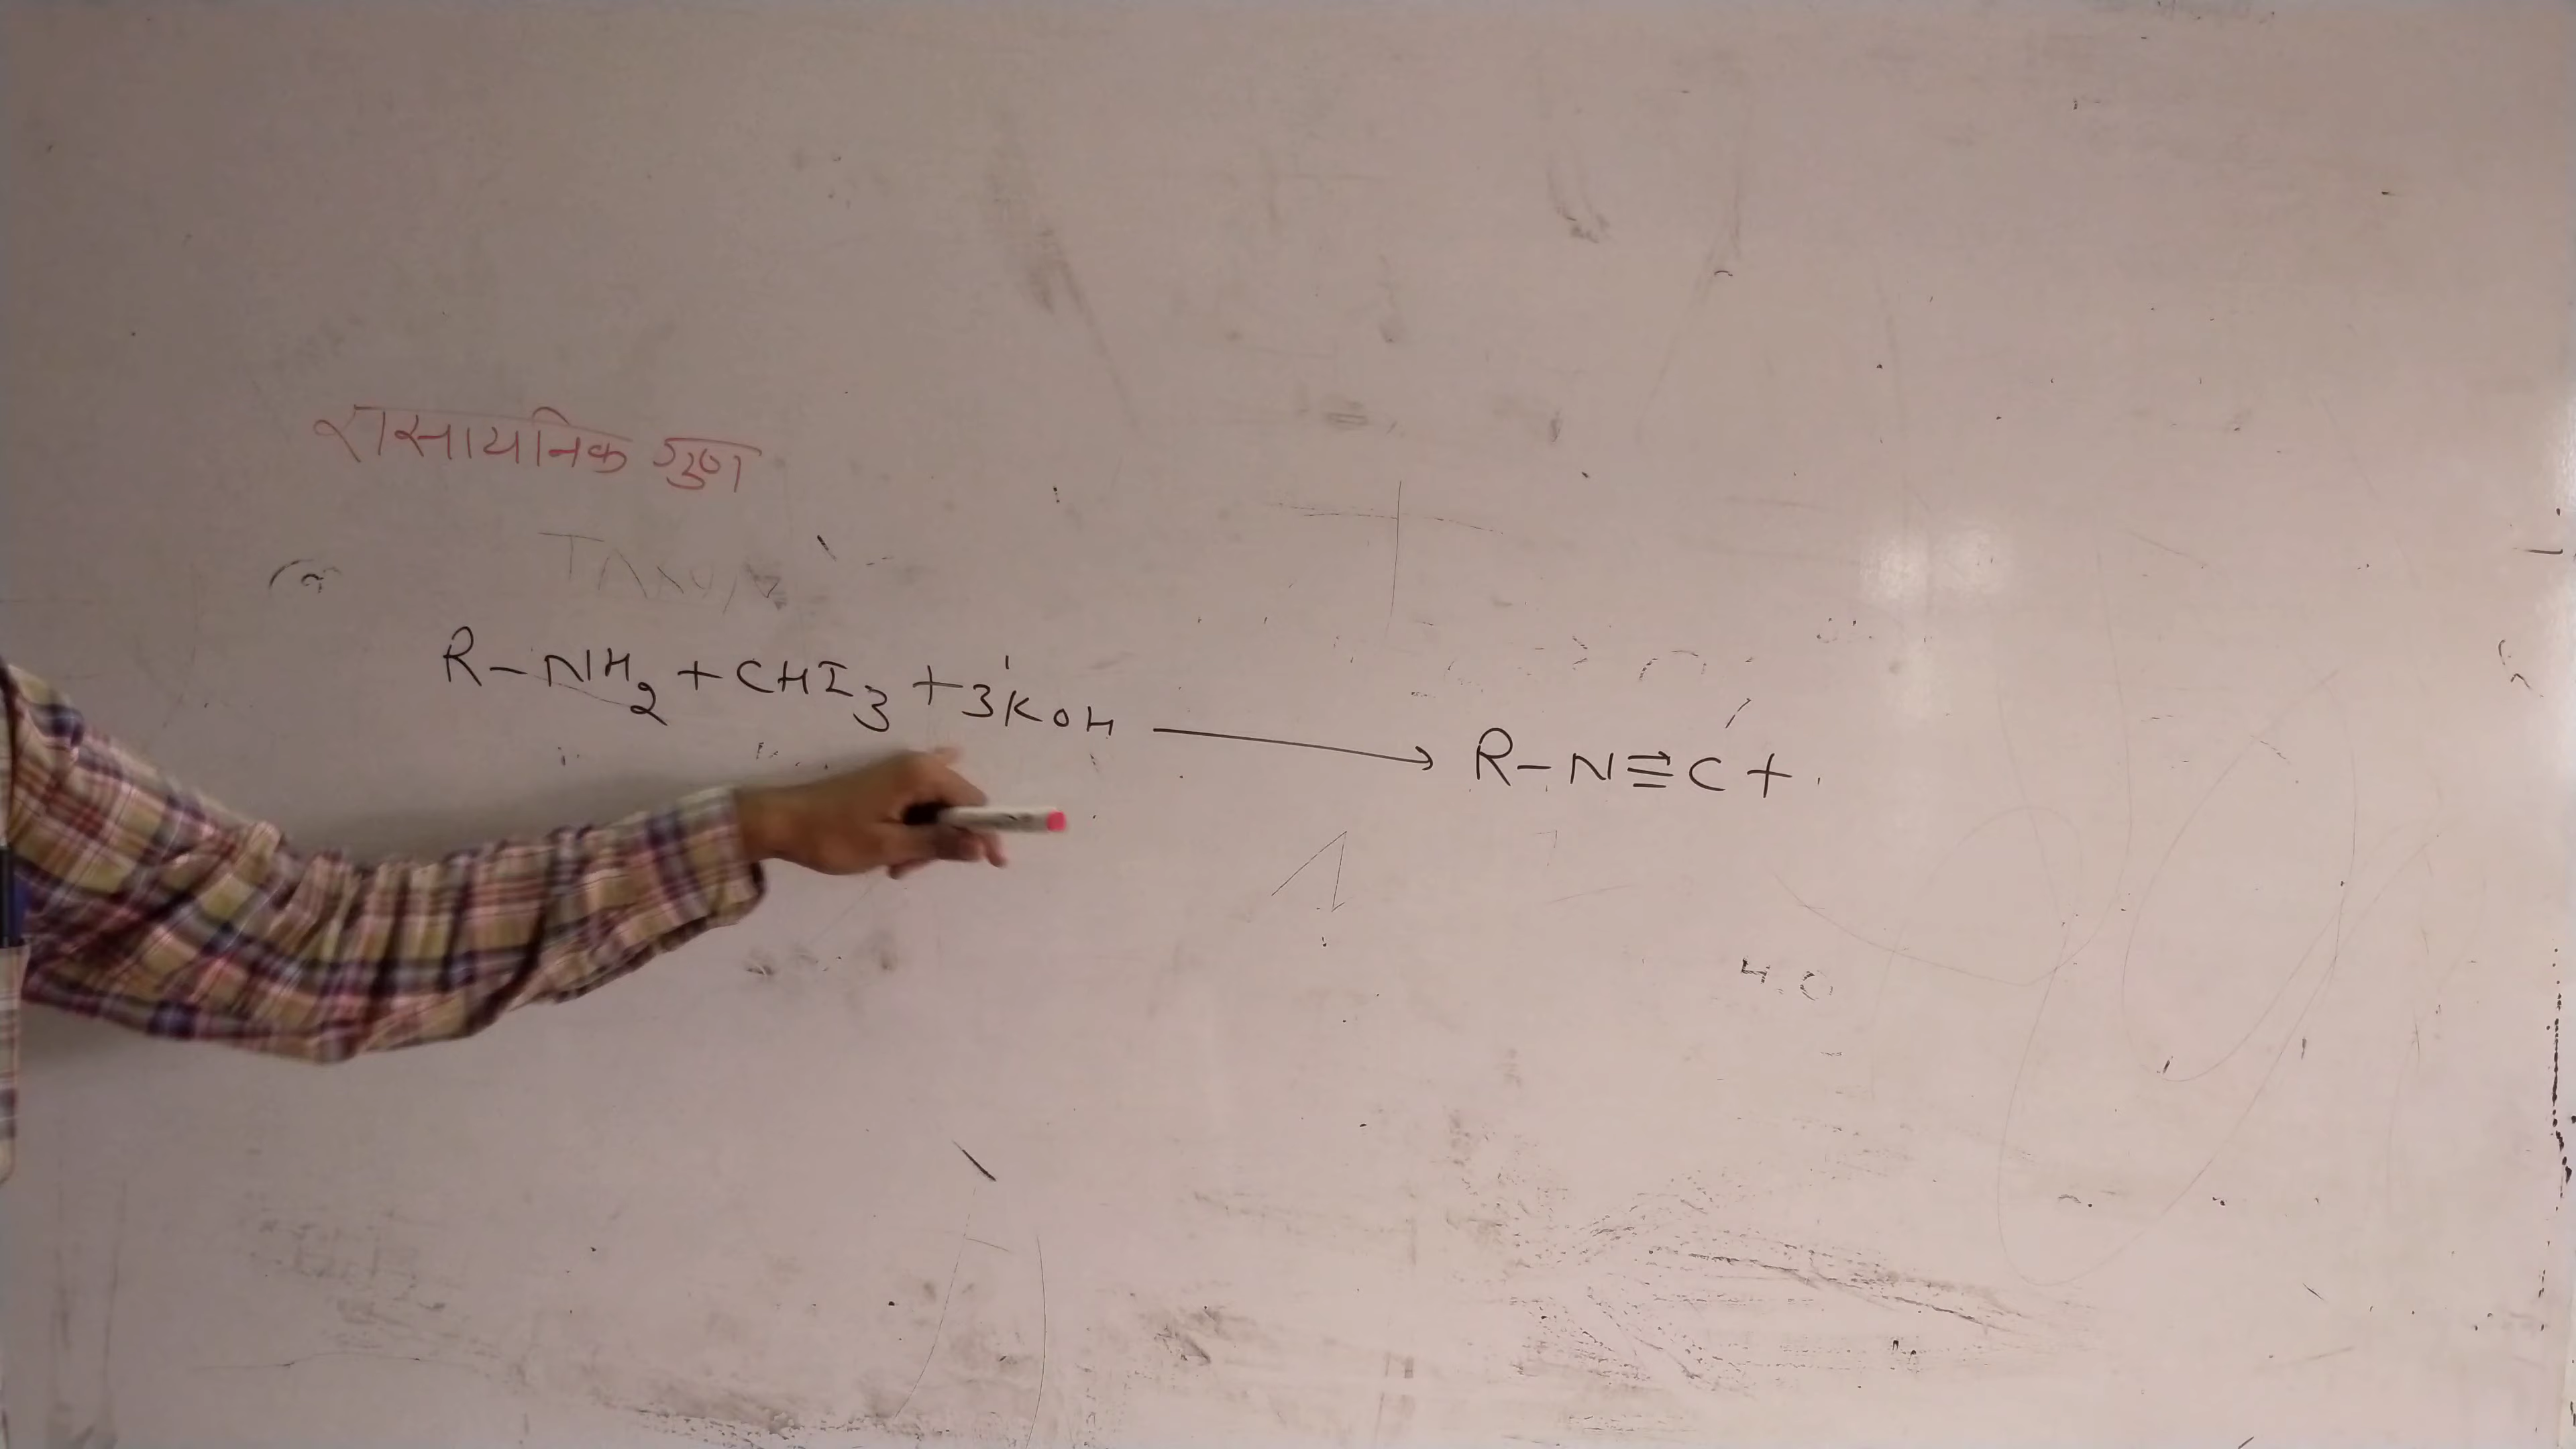 रासायनिक गुण
R-NH2 + CHI3 + 3KOH ⟶ R-N≡C +